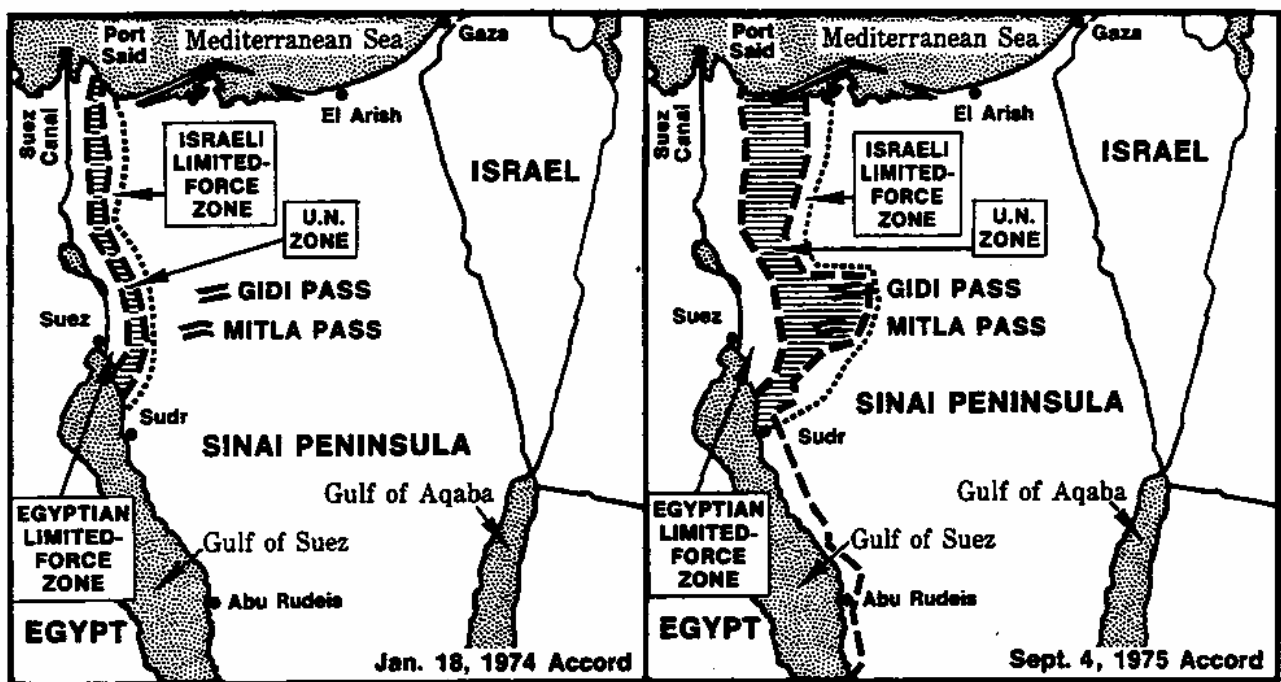 Port
Said
Mediterranean Sea
Gaza
Suez
Canal
El Arish
ISRAELI
LIMITED-
FORCE
ZONE
ISRAEL
U.N.
ZONE
GIDI PASS
Suez
MITLA PASS
Sudr
SINAI PENINSULA
Gulf of Aqaba
EGYPTIAN
LIMITED-
FORCE
ZONE
Gulf of Suez
Abu Rudeis
EGYPT
Jan. 18, 1974 Accord
Port
Said
Mediterranean Sea
Gaza
Suez
Canal
El Arish
ISRAELI
LIMITED-
FORCE
ZONE
ISRAEL
U.N.
ZONE
GIDI PASS
Suez
MITLA PASS
SINAI PENINSULA
Sudr
Gulf of Aqaba
EGYPTIAN
LIMITED-
FORCE
ZONE
Gulf of Suez
Abu Rudeis
EGYPT
Sept. 4, 1975 Accord